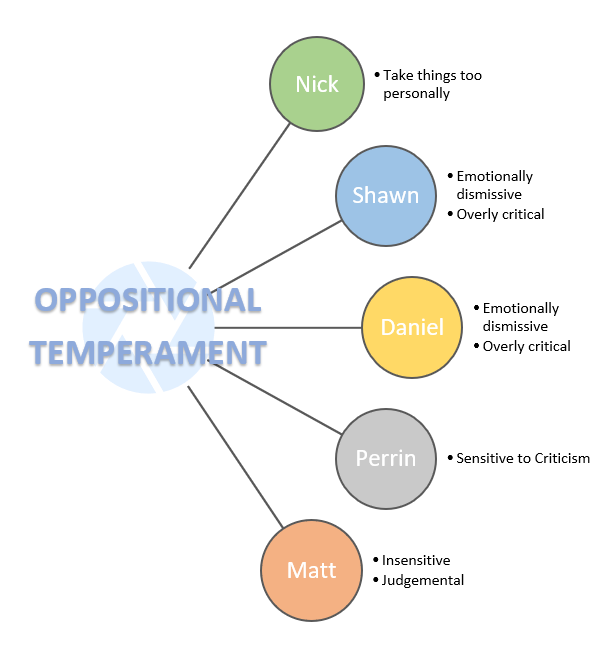 Nick
• Take things too
personally
Shawn
• Emotionally
dismissive
• Overly critical
OPPOSITIONAL
TEMPERAMENT
Daniel
• Emotionally
dismissive
• Overly critical
Perrin
• Sensitive to Criticism
Matt
• Insensitive
• Judgemental